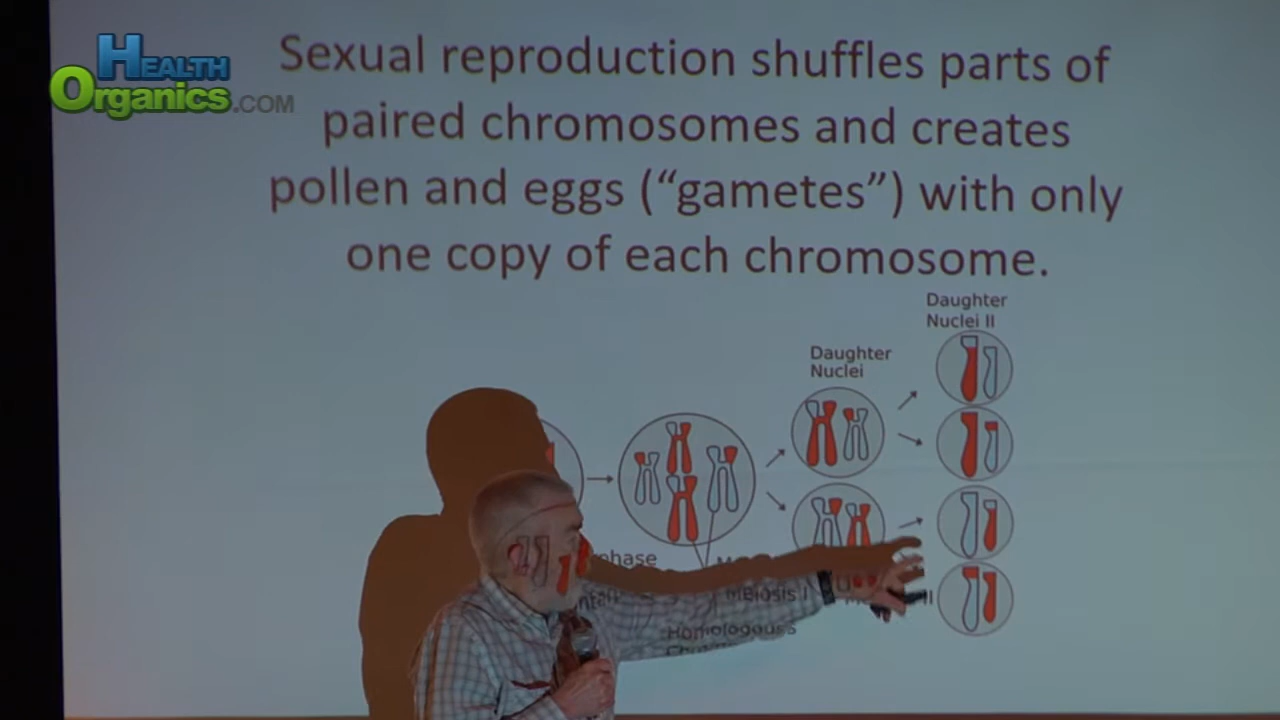 HEALTH
ORGANICS.COM
Sexual reproduction shuffles parts of
paired chromosomes and creates
pollen and eggs ("gametes") with only
one copy of each chromosome.
Daughter
Nuclei II
Daughter
Nuclei
Meiosis I
II
Homologous